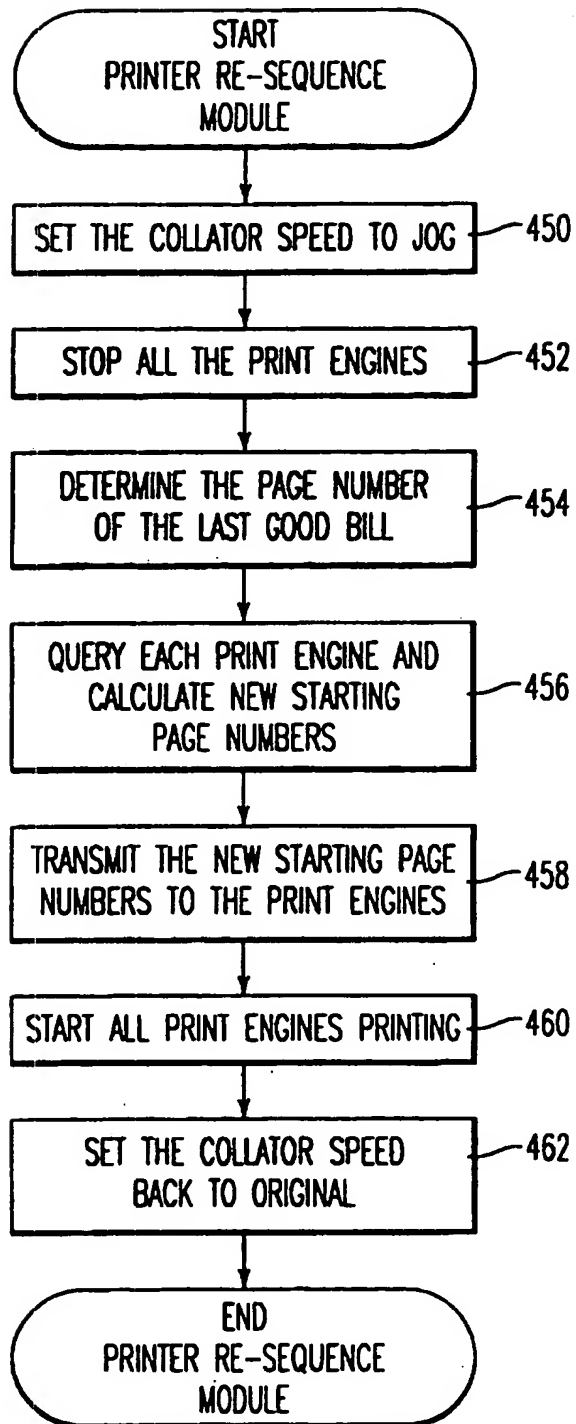 START
PRINTER RE-SEQUENCE
MODULE
SET THE COLLATOR SPEED TO JOG
450
STOP ALL THE PRINT ENGINES
452
DETERMINE THE PAGE NUMBER
OF THE LAST GOOD BILL
454
QUERY EACH PRINT ENGINE AND
CALCULATE NEW STARTING
PAGE NUMBERS
456
TRANSMIT THE NEW STARTING PAGE
NUMBERS TO THE PRINT ENGINES
458
START ALL PRINT ENGINES PRINTING
460
SET THE COLLATOR SPEED
BACK TO ORIGINAL
462
END
PRINTER RE-SEQUENCE
MODULE